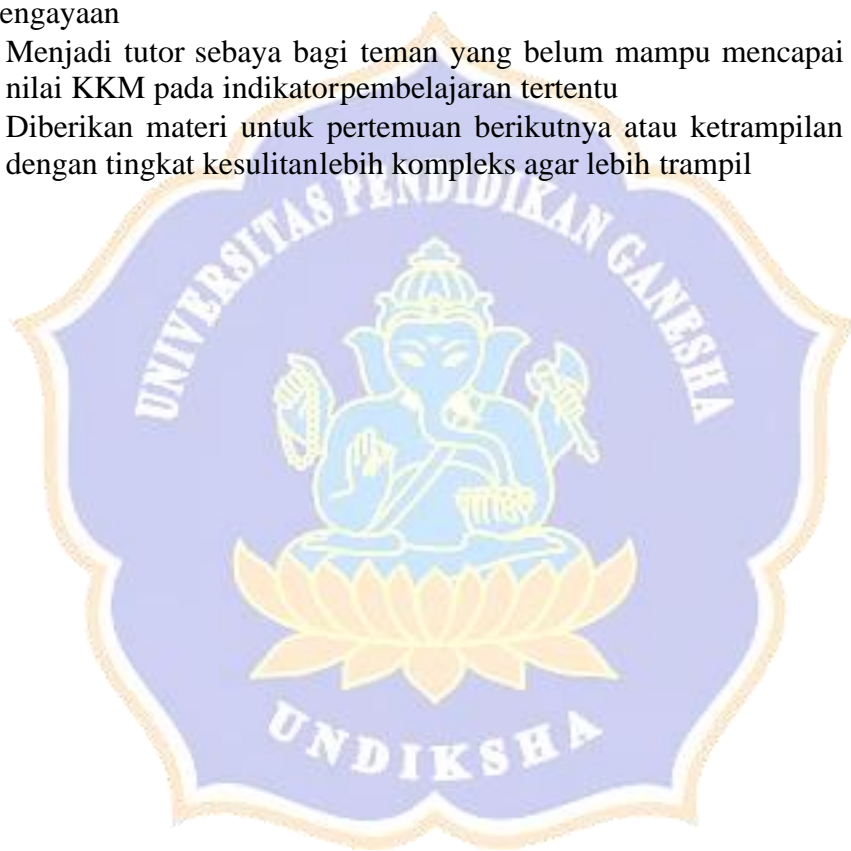 engayaan
Menjadi tutor sebaya bagi teman yang belum mampu mencapai
nilai KKM pada indikatorpembelajaran tertentu
Diberikan materi untuk pertemuan berikutnya atau ketrampilan
dengan tingkat kesulitanlebih kompleks agar lebih trampil
UNIVERSITAS PENDIDIKAN GANESHA
UNDIKSHA